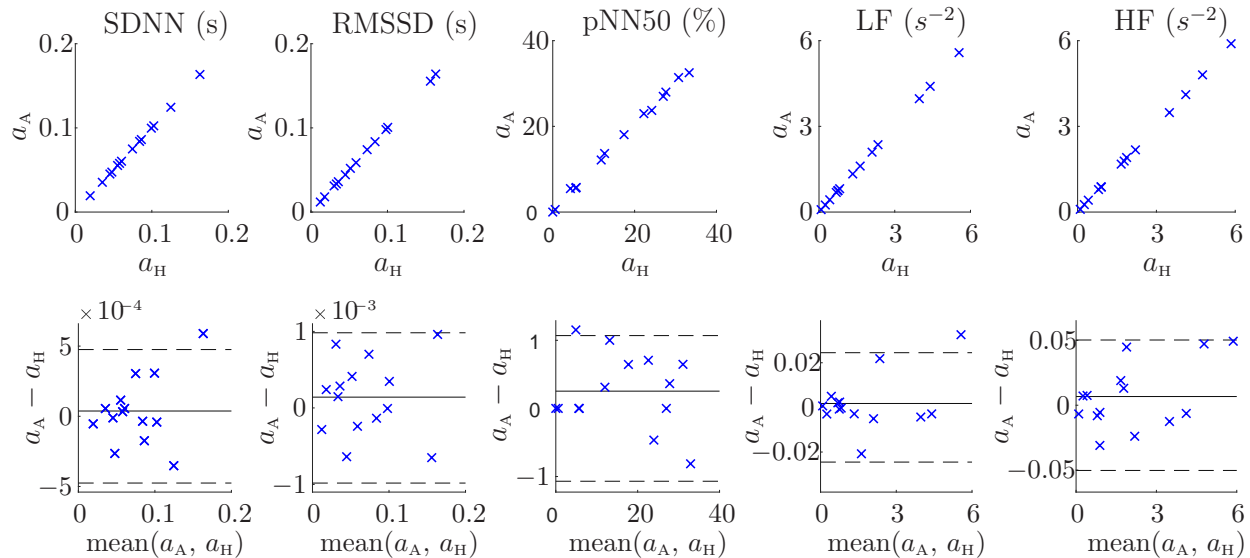 SDNN (s)
0.2
0.1
0
0
0.1
0.2
a_A
a_H
RMSSD (s)
0.2
0.1
0
0
0.1
0.2
a_A
a_H
pNN50 (%)
40
20
0
0
20
40
a_A
a_H
LF (s⁻²)
6
3
0
0
3
6
a_A
a_H
HF (s⁻²)
6
3
0
0
3
6
a_A
a_H
× 10⁻⁴
5
0
−5
0
0.1
0.2
a_A − a_H
mean(a_A, a_H)
× 10⁻³
1
0
−1
0
0.1
0.2
a_A − a_H
mean(a_A, a_H)
1
0
−1
0
20
40
a_A − a_H
mean(a_A, a_H)
0.02
0
−0.02
0
3
6
a_A − a_H
mean(a_A, a_H)
0.05
0
−0.05
0
3
6
a_A − a_H
mean(a_A, a_H)